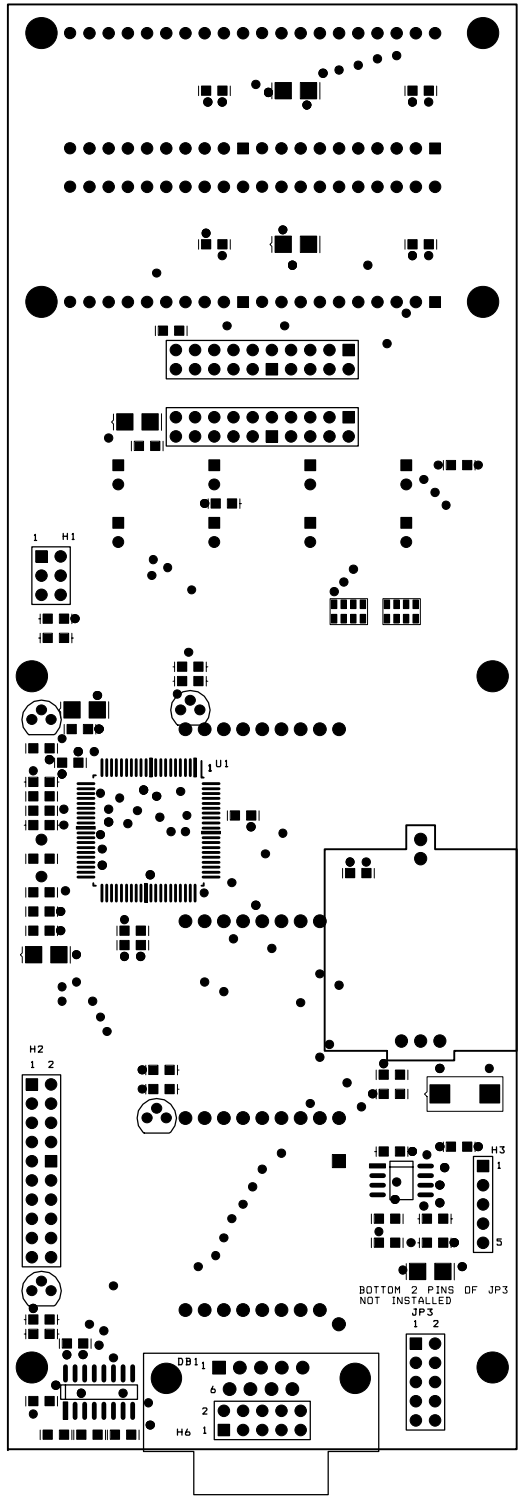 1 H1
1 U1
H2
1 2
H3
1
5
BOTTOM 2 PINS OF JP3
NOT INSTALLED
JP3
1 2
DB1 1
6
2
H6 1